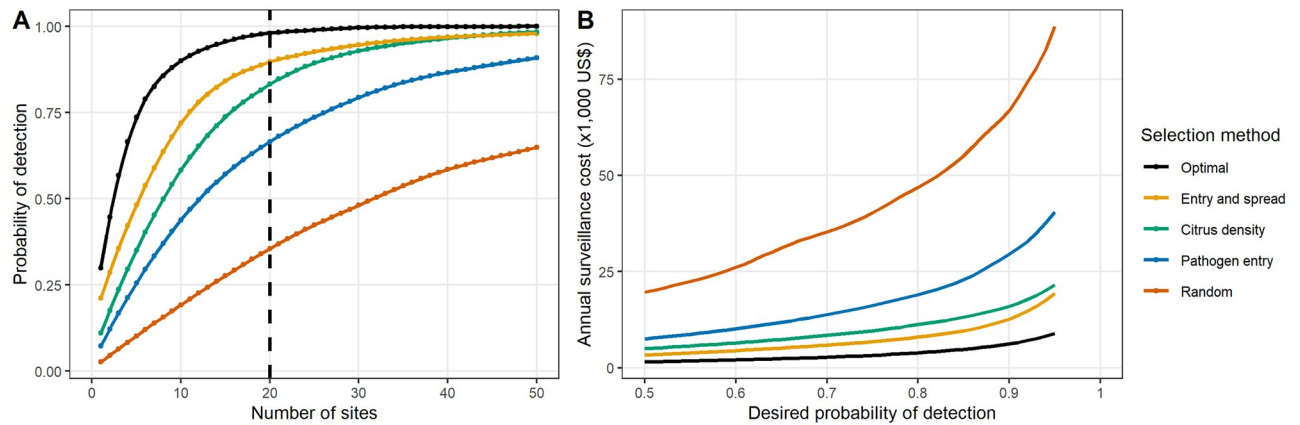 A
Probability of detection
1.00
0.75
0.50
0.25
0.00
0
10
20
30
40
50
Number of sites
B
Annual surveillance cost (x1,000 US$)
75
50
25
0
0.5
0.6
0.7
0.8
0.9
1
Desired probability of detection
Selection method
Optimal
Entry and spread
Citrus density
Pathogen entry
Random